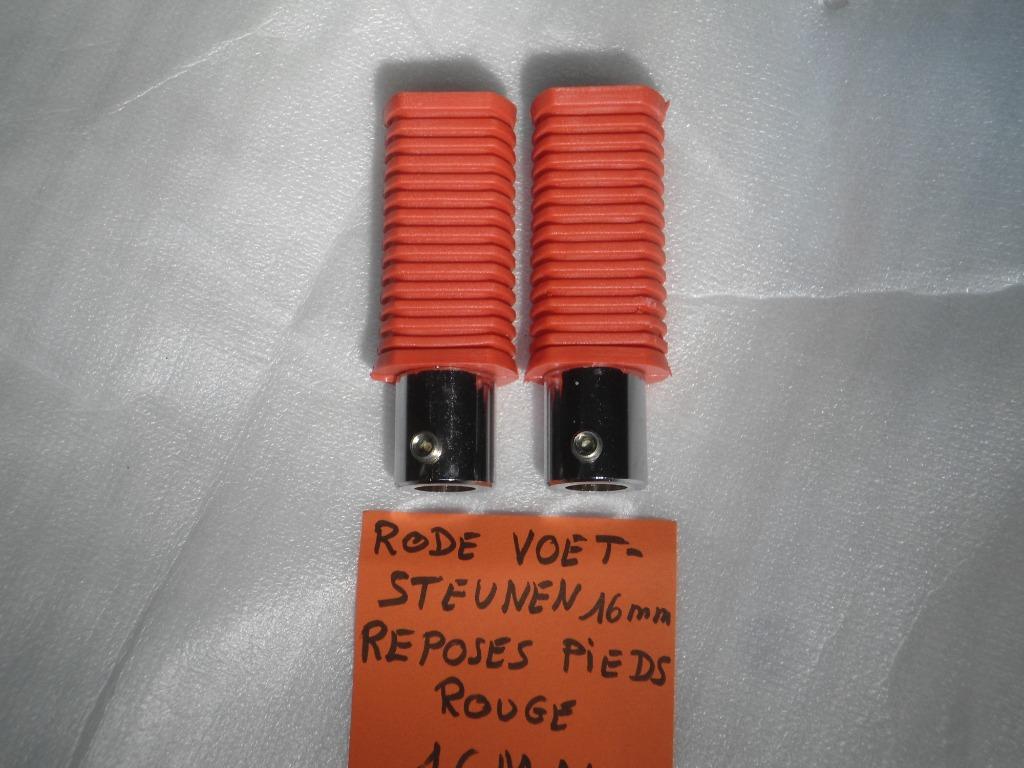 RODE VOET-
STEUNEN 16mm
REPOSES PiEDS
ROUGE